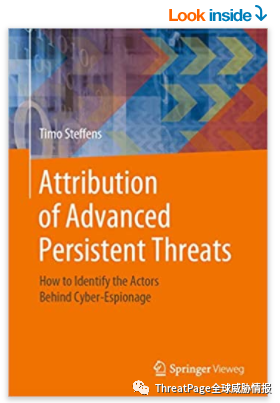 Look inside
Timo Steffens
Attribution
of Advanced
Persistent Threats
How to Identify the Actors
Behind Cyber-Espionage
Springer Vieweg
ThreatPage全球威胁情报